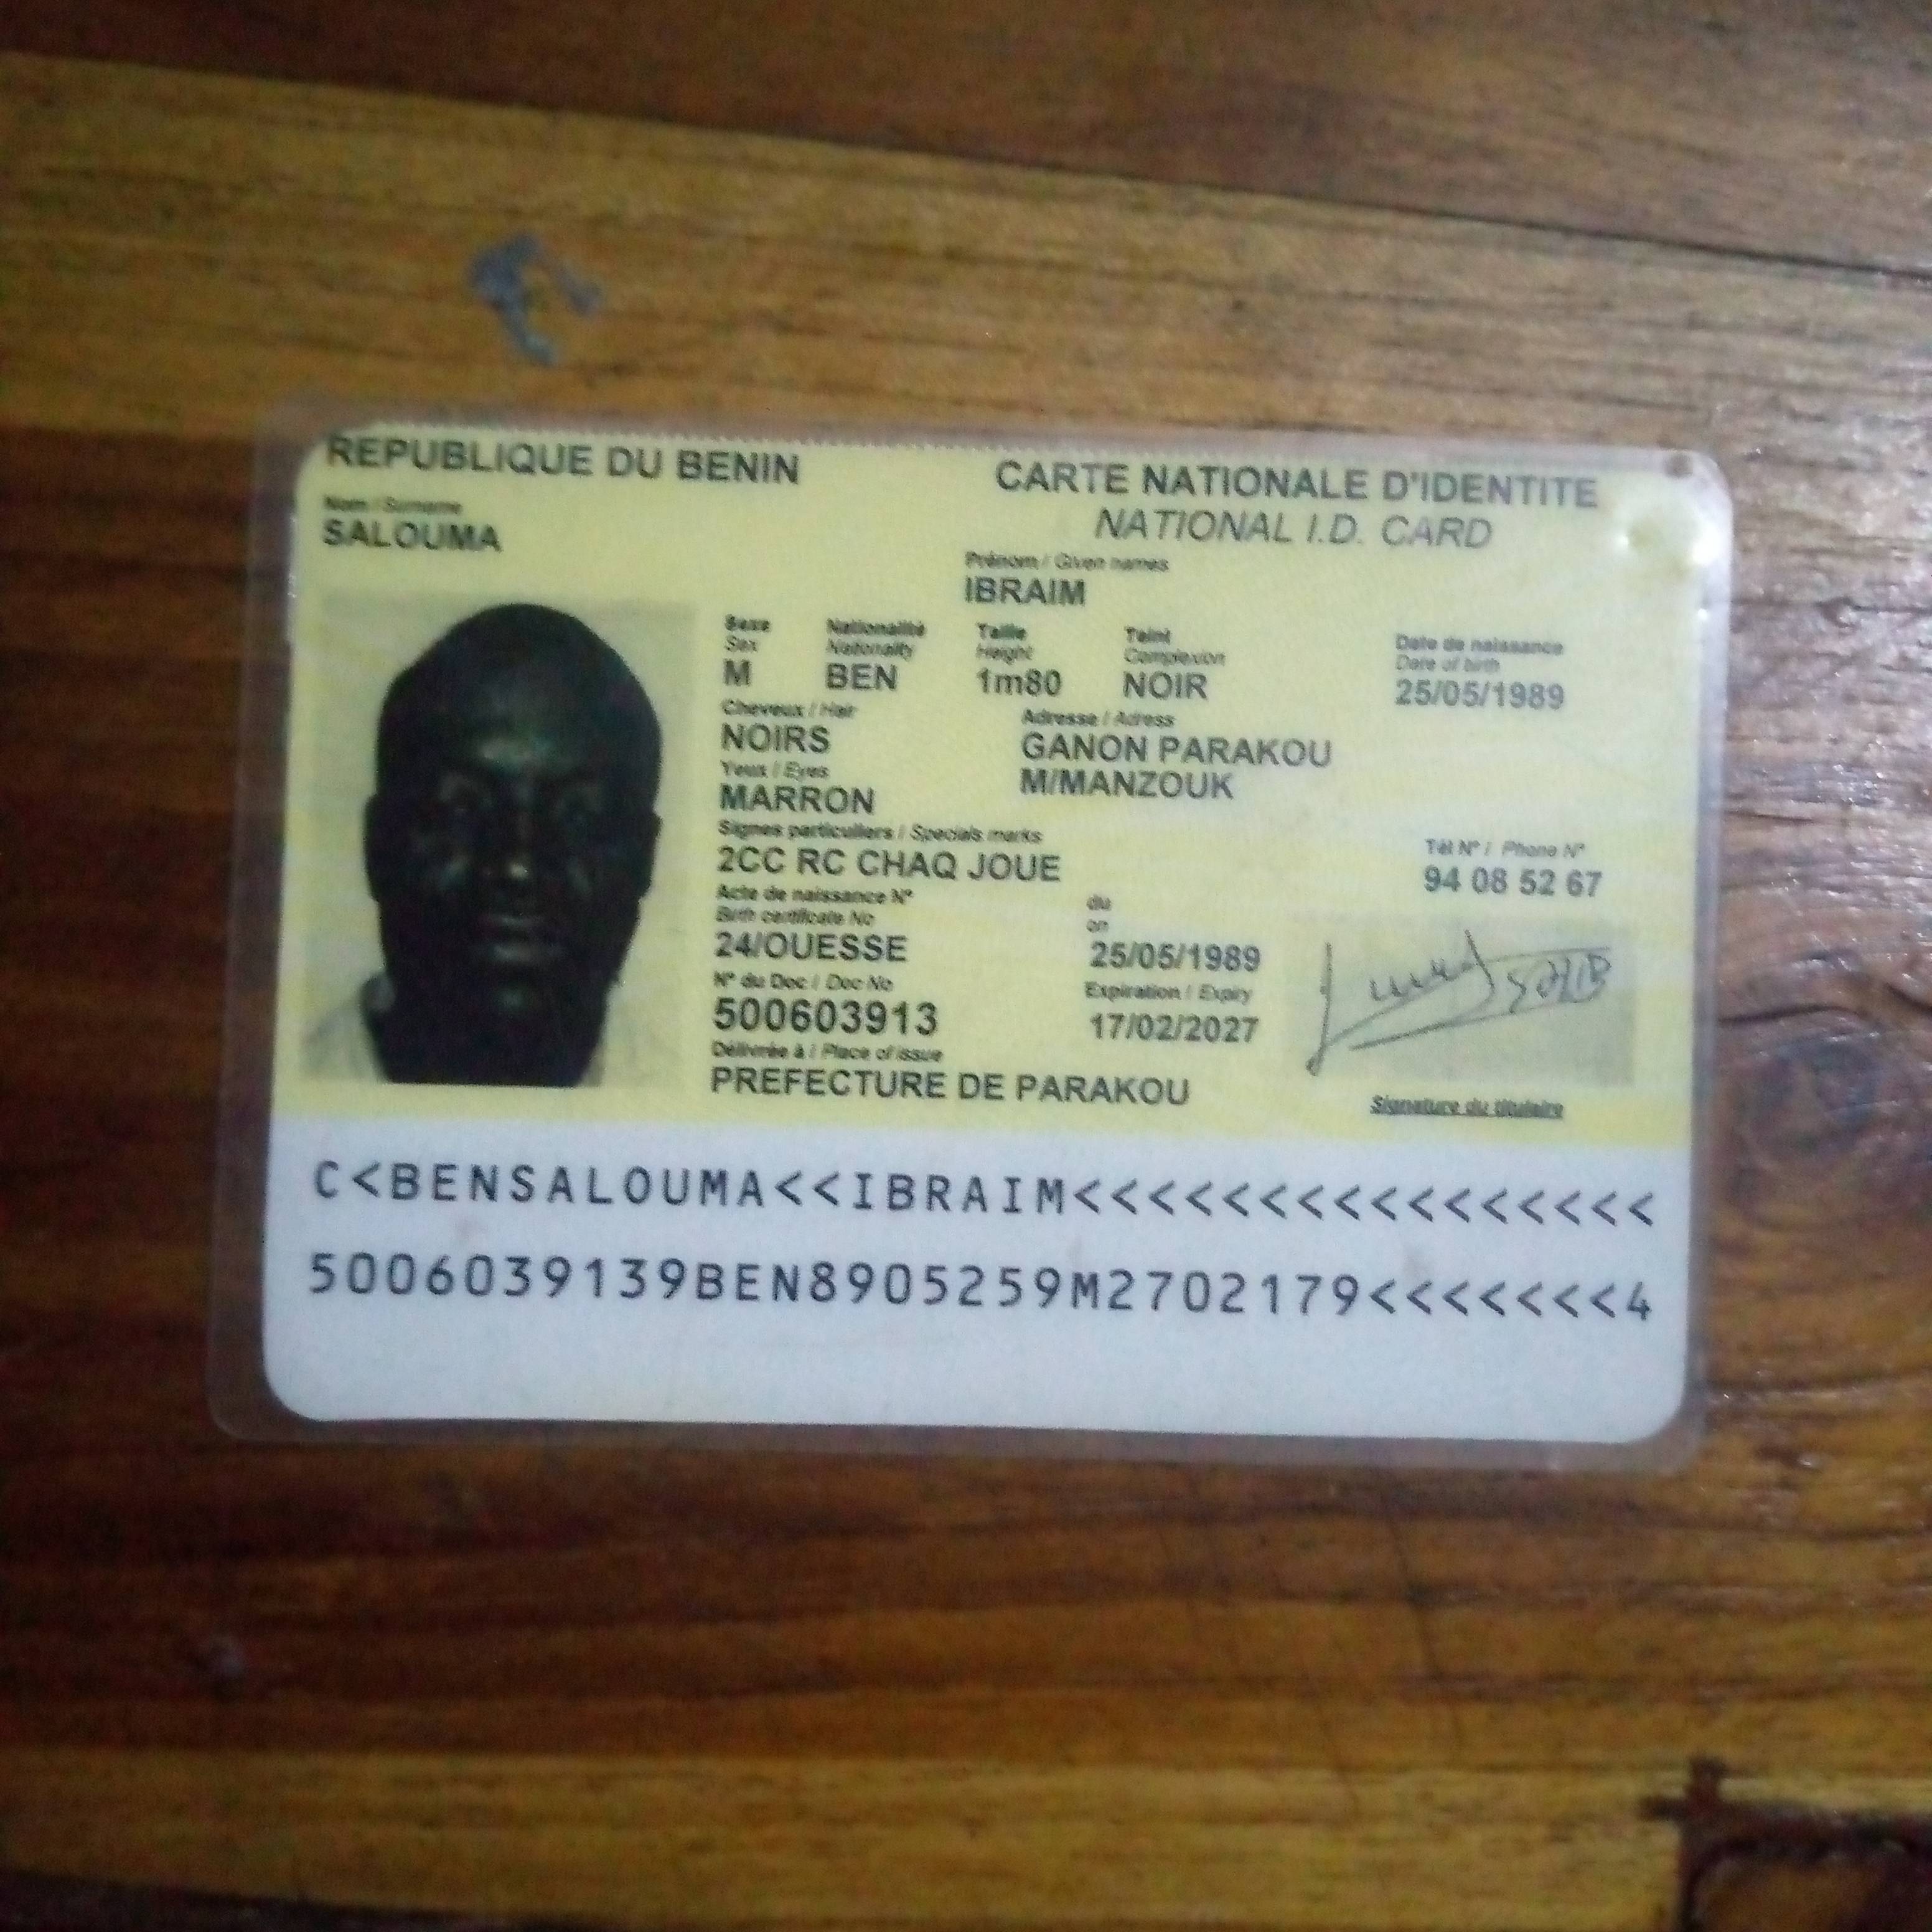 REPUBLIQUE DU BENIN
CARTE NATIONALE D'IDENTITE
NATIONAL I.D. CARD
Nom / Surname
SALOUMA
Prénom / Given names
IBRAIM
Sexe Nationalité Taille Teint Date de naissance
Sex Nationality Height Complexion Date of birth
M BEN 1m80 NOIR 25/05/1989
Cheveux / Hair Adresse / Adress
NOIRS GANON PARAKOU
Yeux / Eyes M/MANZOUK
MARRON
Signes particuliers / Specials marks Tél N° / Phone N°
2CC RC CHAQ JOUE 94 08 52 67
Acte de naissance N° du
Birth certificate No on
24/OUESSE 25/05/1989
N° du Doc / Doc No Expiration / Expiry
500603913 17/02/2027
Délivrée à / Place of issue
PREFECTURE DE PARAKOU
Signature du titulaire
C<BENSALOUMA<<IBRAIM<<<<<<<<<<<<<<<<
5006039139BEN8905259M2702179<<<<<<<4